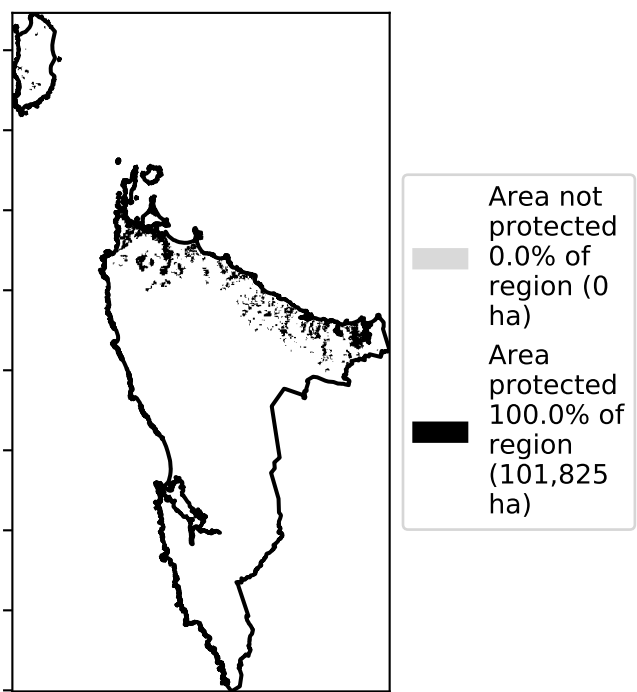 Area not
protected
0.0% of
region (0
ha)
Area
protected
100.0% of
region
(101,825
ha)